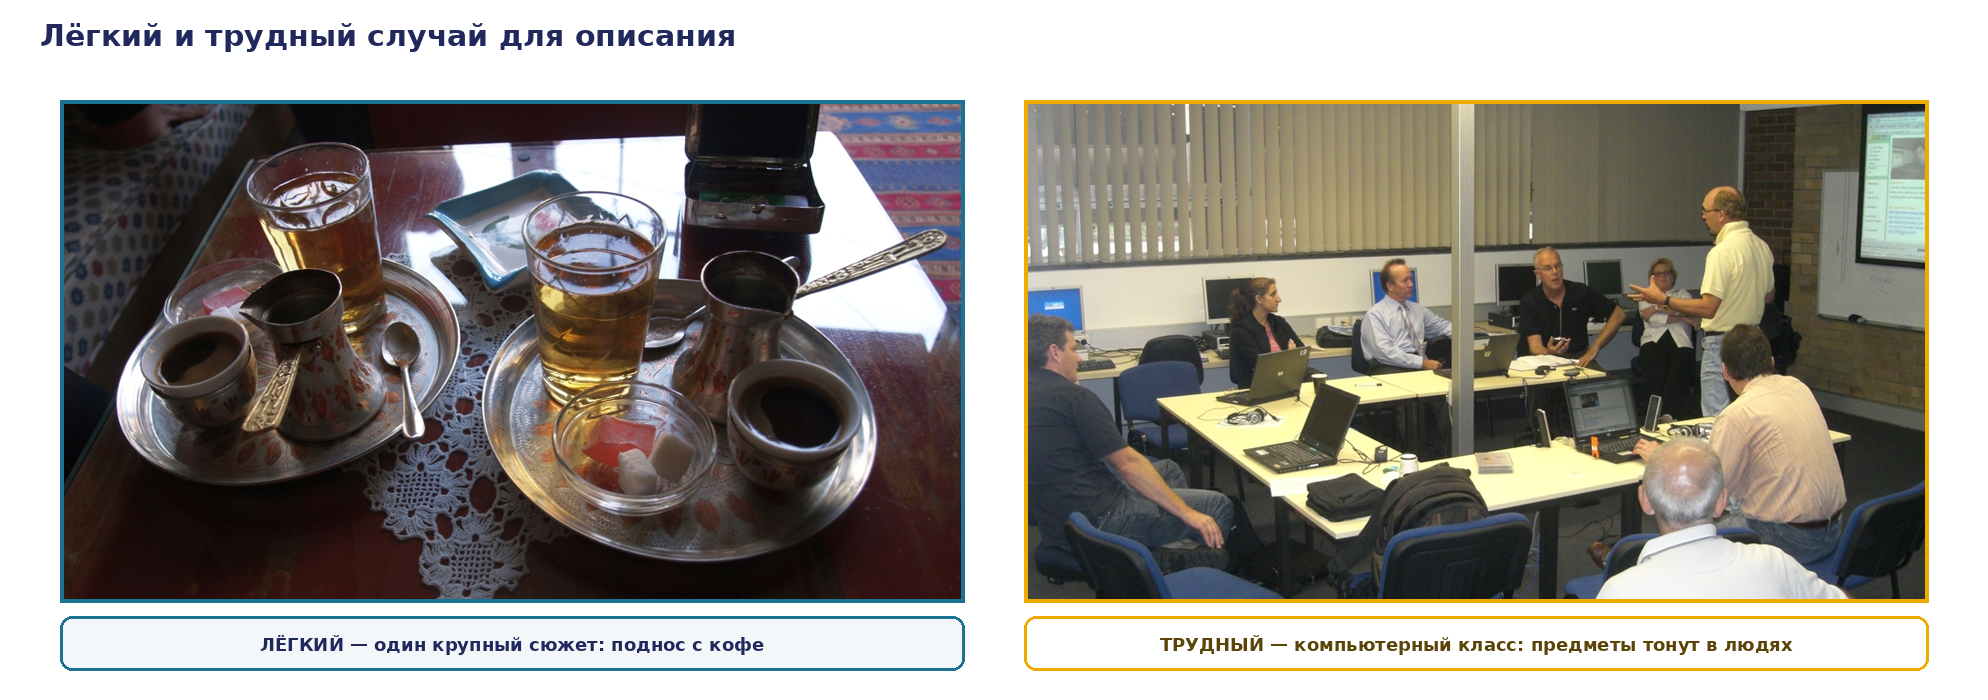 Лёгкий и трудный случай для описания
ЛЁГКИЙ — один крупный сюжет: поднос с кофе
ТРУДНЫЙ — компьютерный класс: предметы тонут в людях